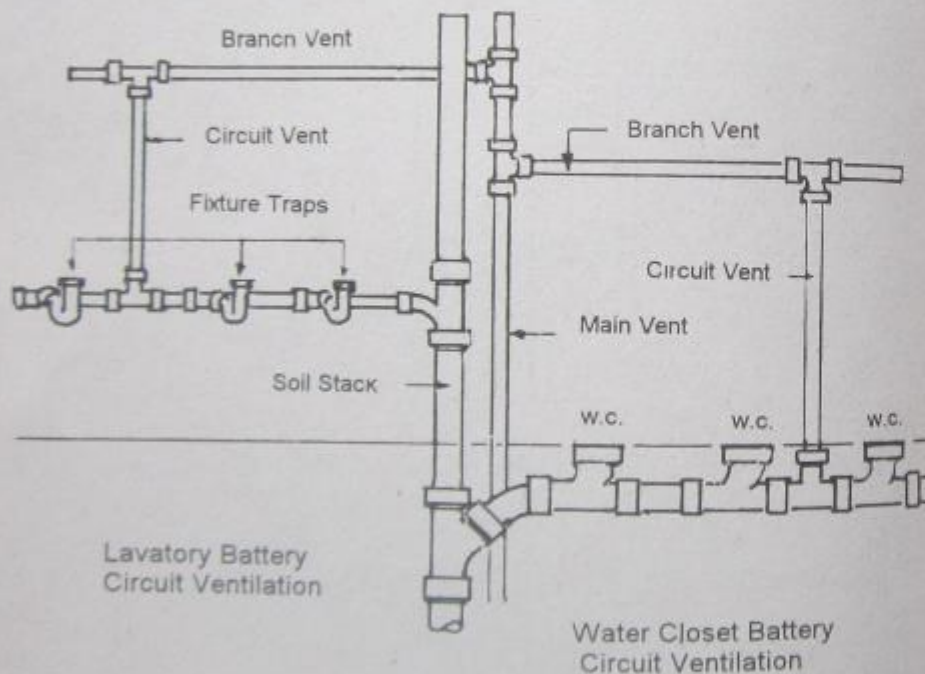 Brancn Vent
Circuit Vent
Branch Vent
Fixture Traps
Circuit Vent
Main Vent
Soil Stack
W.C.
W.C.
W.C.
Lavatory Battery
Circuit Ventilation
Water Closet Battery
Circuit Ventilation